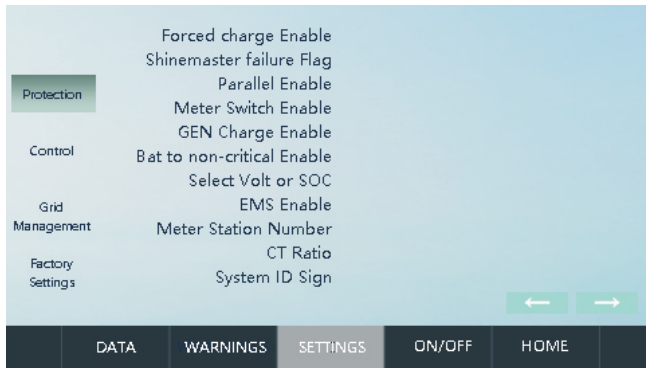 Protection
Control
Grid
Management
Factory
Settings
Forced charge Enable
Shinemaster failure Flag
Parallel Enable
Meter Switch Enable
GEN Charge Enable
Bat to non-critical Enable
Select Volt or SOC
EMS Enable
Meter Station Number
CT Ratio
System ID Sign
← →
DATA WARNINGS SETTINGS ON/OFF HOME